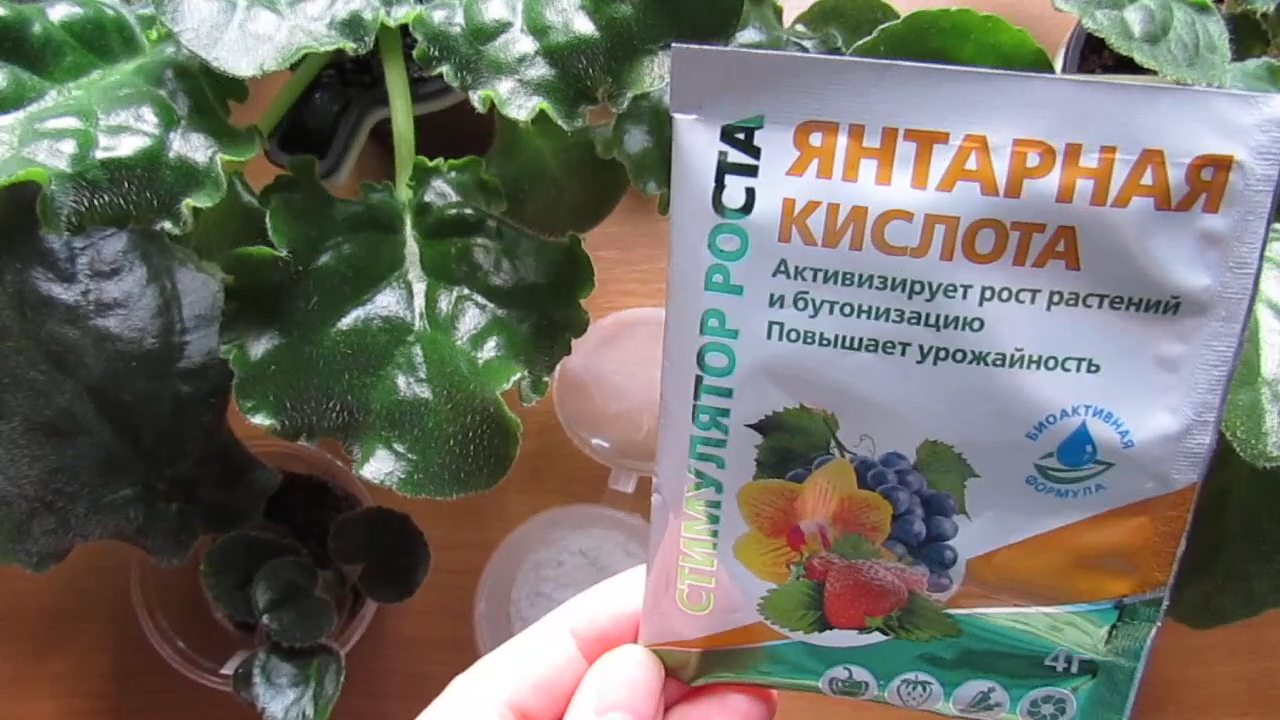 СТИМУЛЯТОР РОСТА
ЯНТАРНАЯ
КИСЛОТА
Активизирует рост растений
и бутонизацию
Повышает урожайность
БИОАКТИВНАЯ
ФОРМУЛА
4г